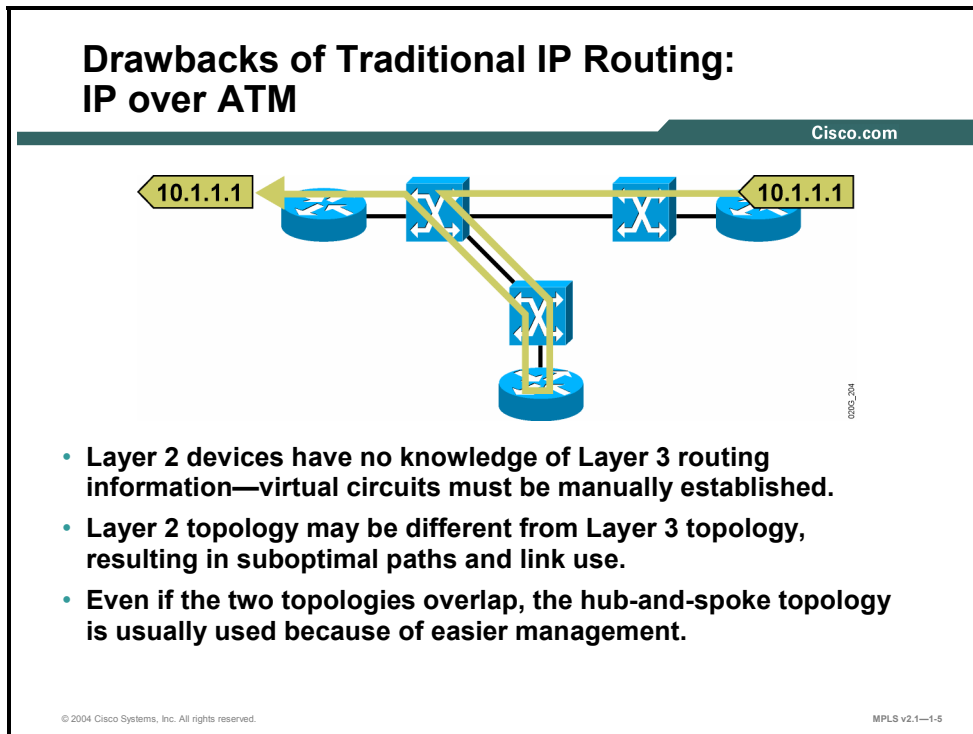 Drawbacks of Traditional IP Routing:
IP over ATM
Cisco.com
10.1.1.1
10.1.1.1
020G_204
• Layer 2 devices have no knowledge of Layer 3 routing
information—virtual circuits must be manually established.
• Layer 2 topology may be different from Layer 3 topology,
resulting in suboptimal paths and link use.
• Even if the two topologies overlap, the hub-and-spoke topology
is usually used because of easier management.
© 2004 Cisco Systems, Inc. All rights reserved.
MPLS v2.1—1-5